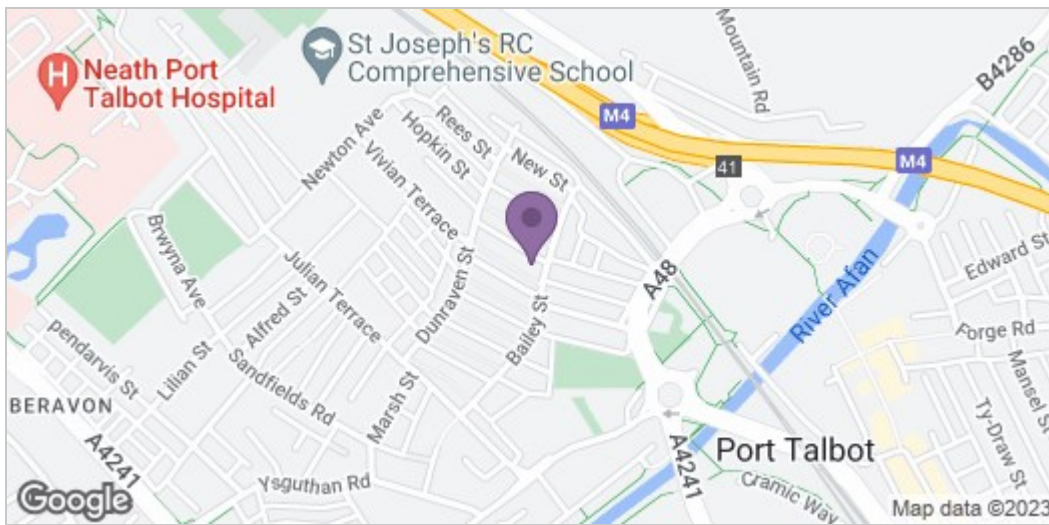 H
Neath Port
Talbot Hospital
St Joseph's RC
Comprehensive School
Mountain Rd
B4286
M4
M4
41
Newton Ave
Rees St
Hopkin St
New St
Vivian Terrace
Brwyna Ave
Julian Terrace
Dunraven St
Alfred St
A48
River Afan
Edward St
Bailey St
Forge Rd
pendarvis St
Lilian St
Sandfields Rd
Marsh St
Mansel St
BERAVON
Ty-Draw St
A4241
A4241
Port Talbot
Ysguthan Rd
Cramic Way
Google
Map data ©2023